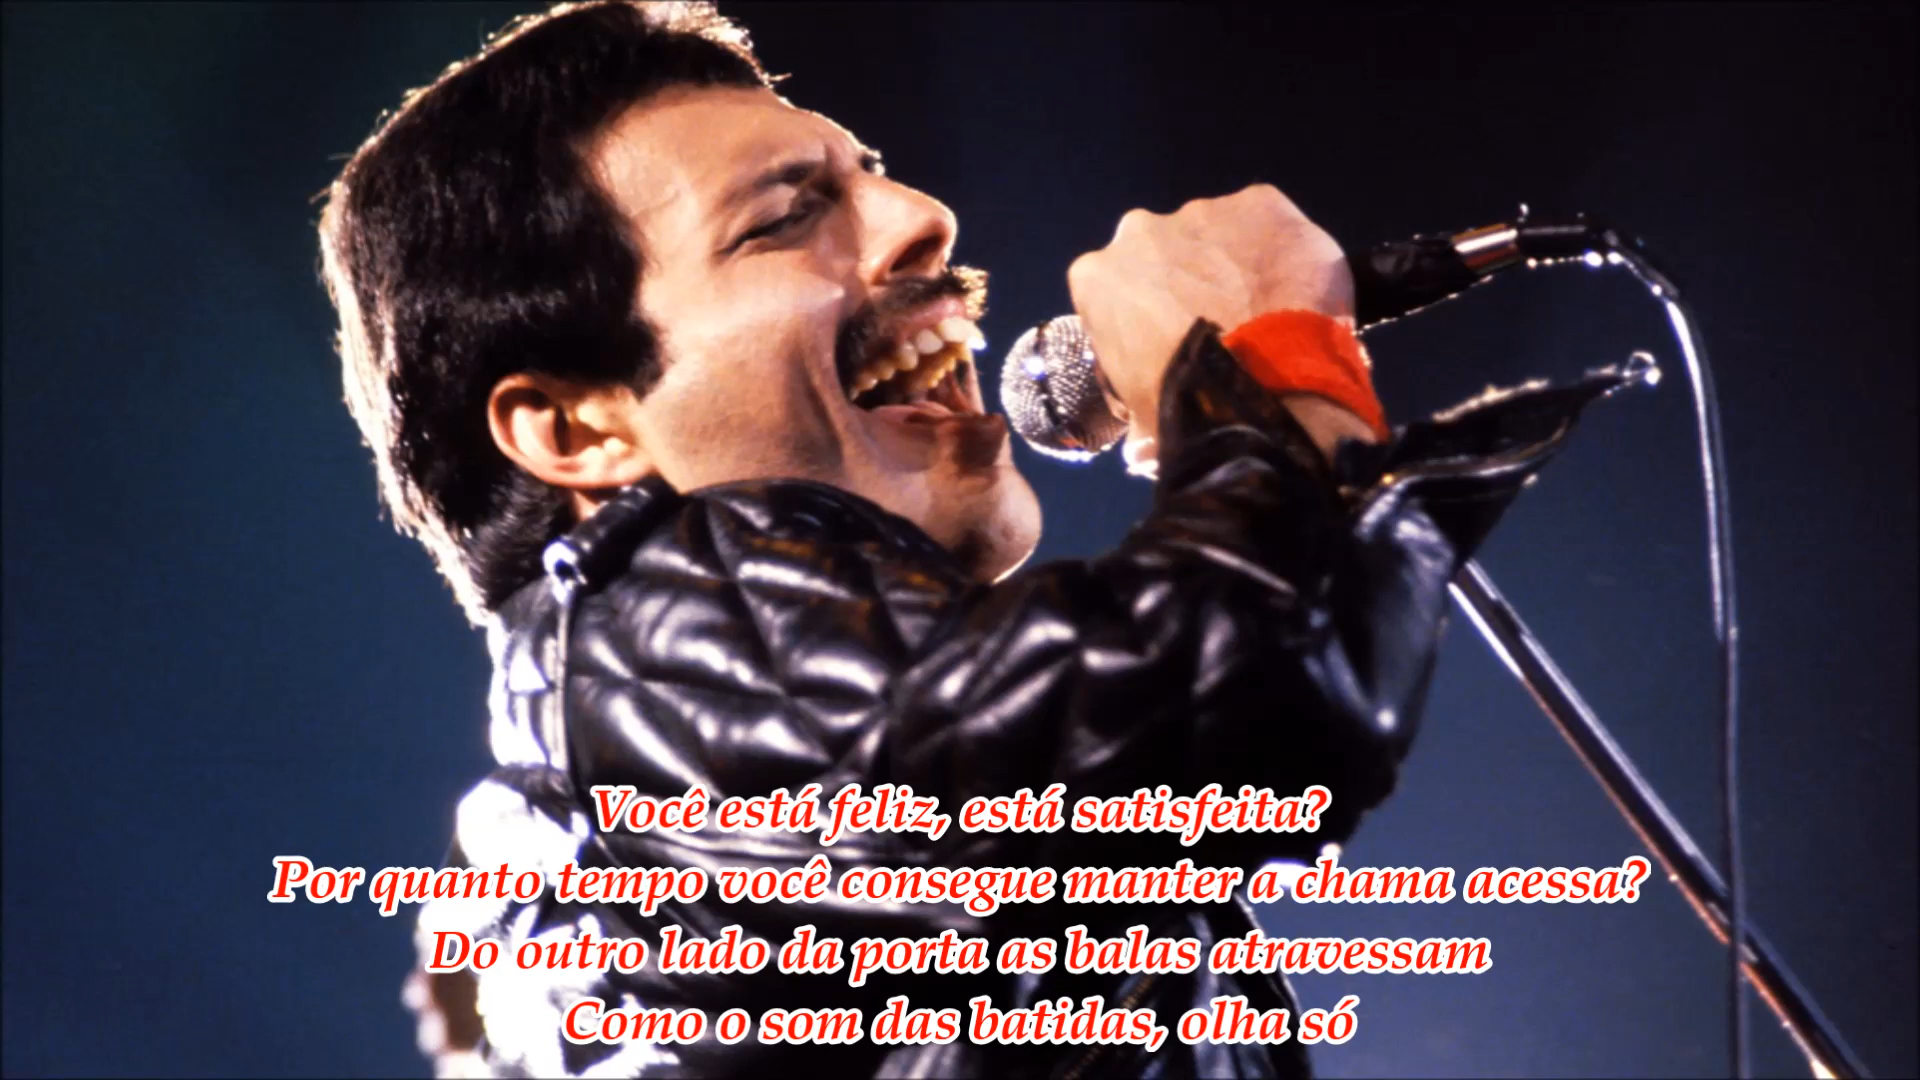 Você está feliz, está satisfeita?
Por quanto tempo você consegue manter a chama acessa?
Do outro lado da porta as balas atravessam
Como o som das batidas, olha só